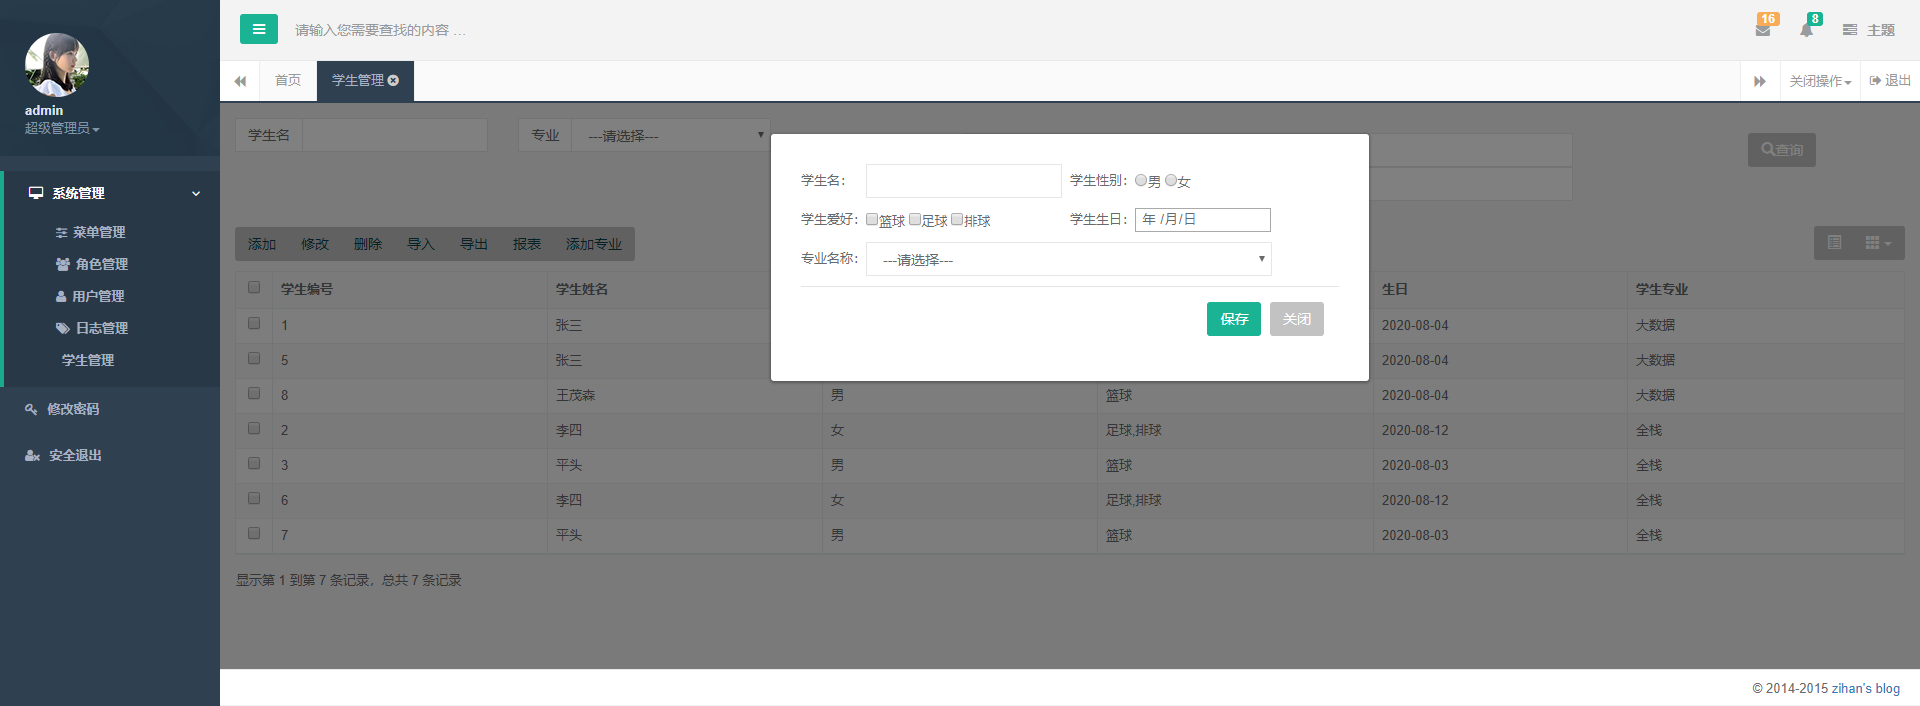 admin
超级管理员
系统管理
菜单管理
角色管理
用户管理
日志管理
学生管理
修改密码
安全退出
请输入您需要查找的内容 …
16
8
主题
首页
学生管理
关闭操作
退出
学生名
专业
---请选择---
查询
添加 修改 删除 导入 导出 报表 添加专业
学生名：
学生性别：男 女
学生爱好：篮球 足球 排球
学生生日：年 /月/日
专业名称：---请选择---
保存 关闭
学生编号 学生姓名 生日 学生专业
1 张三 2020-08-04 大数据
5 张三 2020-08-04 大数据
8 王茂森 男 篮球 2020-08-04 大数据
2 李四 女 足球,排球 2020-08-12 全栈
3 平头 男 篮球 2020-08-03 全栈
6 李四 女 足球,排球 2020-08-12 全栈
7 平头 男 篮球 2020-08-03 全栈
显示第 1 到第 7 条记录，总共 7 条记录
© 2014-2015 zihan's blog